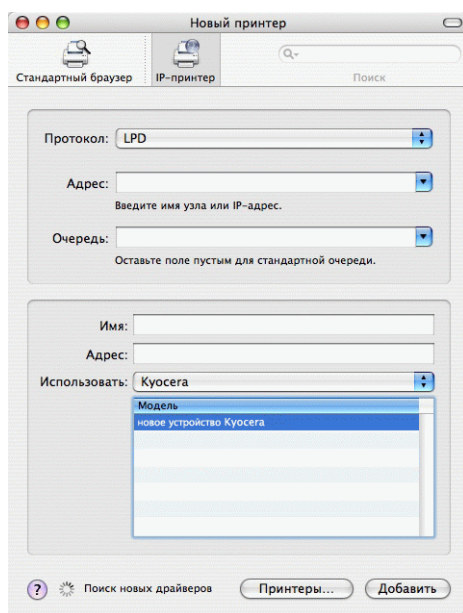 Новый принтер
Стандартный браузер
IP-принтер
Поиск
Протокол: LPD
Адрес:
Введите имя узла или IP-адрес.
Очередь:
Оставьте поле пустым для стандартной очереди.
Имя:
Адрес:
Использовать: Kyocera
Модель
новое устройство Kyocera
? Поиск новых драйверов Принтеры... Добавить